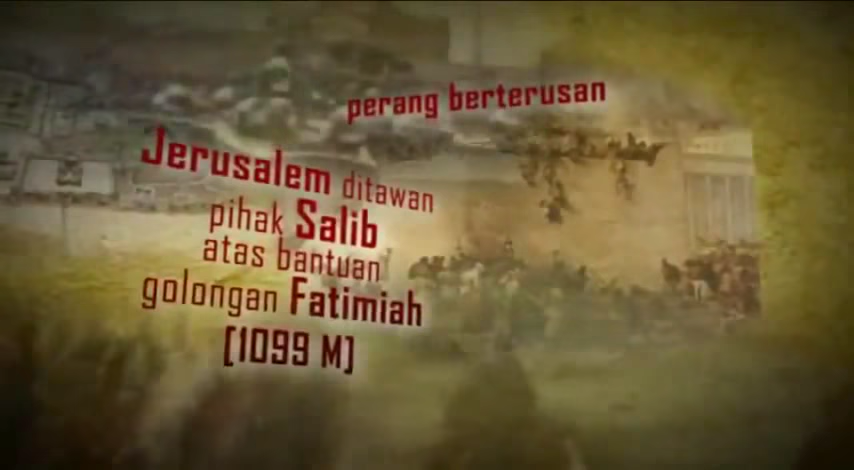 perang berterusan
Jerusalem ditawan
pihak Salib
atas bantuan
golongan Fatimiah
[1099 M]